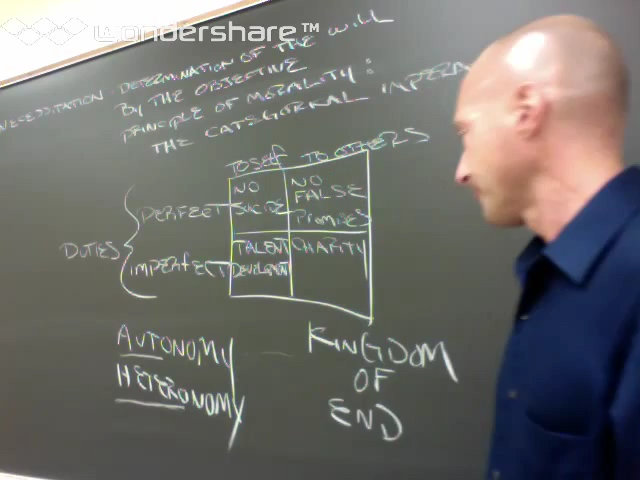 Wondershare™
NECESSITATION DETERMINATION OF THE WILL
BY THE OBJECTIVE
PRINCIPLE OF MORALITY:
THE CATEGORICAL IMPERA
TO SELF TO OTHERS
DUTIES
PERFECT
NO
SUICIDE
NO
FALSE
PROMISES
IMPERFECT
TALENT
DEVELOPMENT
CHARITY
AUTONOMY
HETERONOMY
KINGDOM
OF
END